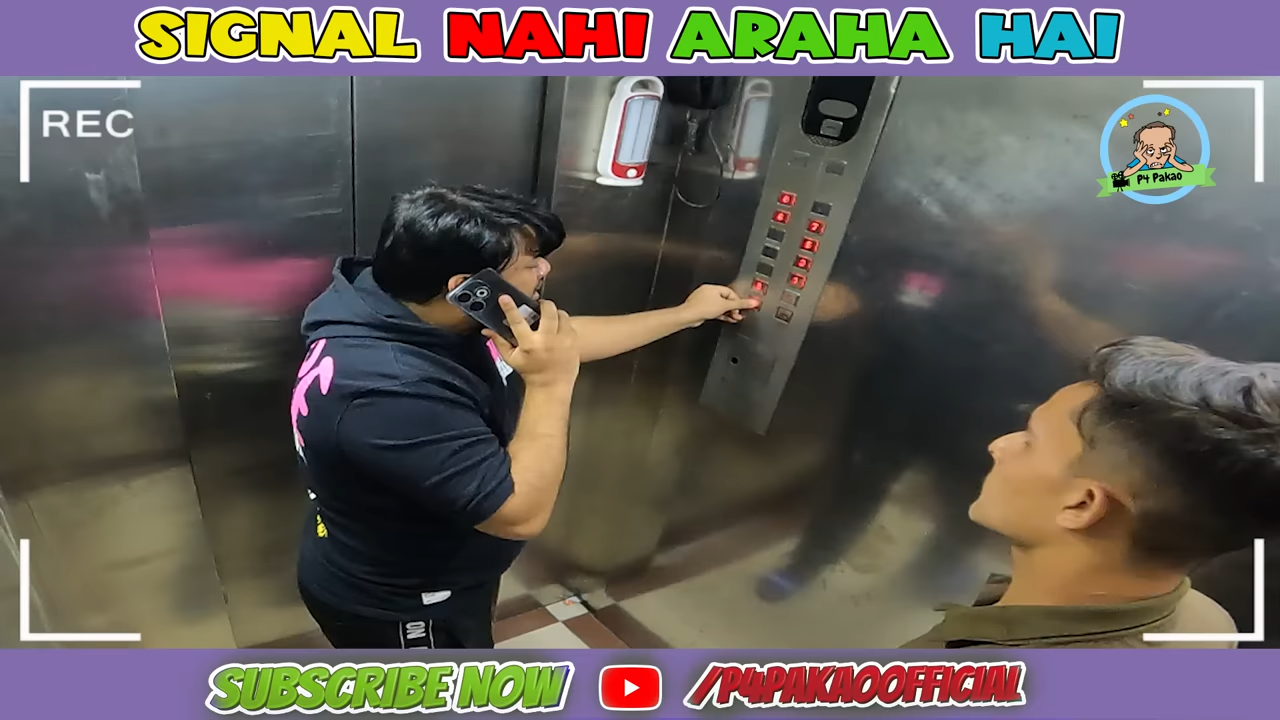 SIGNAL NAHI ARAHA HAI
REC
P4 Pakao
SUBSCRIBE NOW /P4PAKAOOFFICIAL